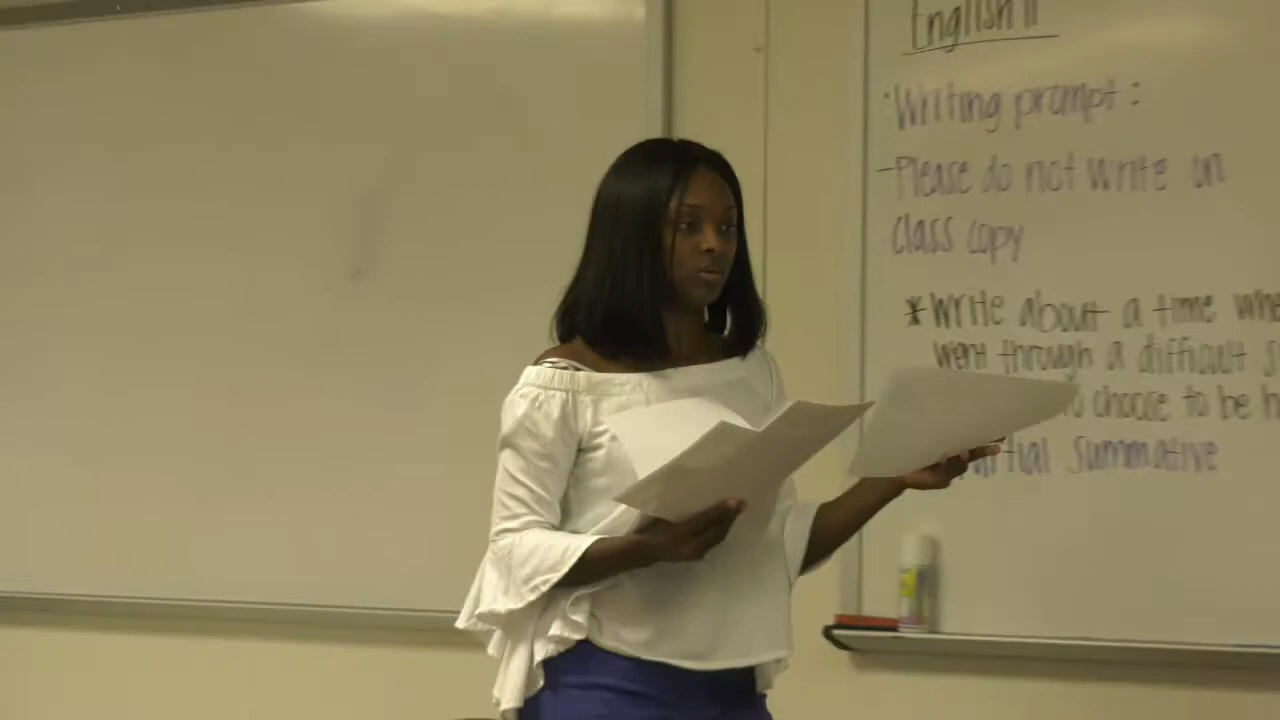 English II
· Writing prompt:
- Please do not write on
class copy
* Write about a time
went through a difficult
choose to be
Summative